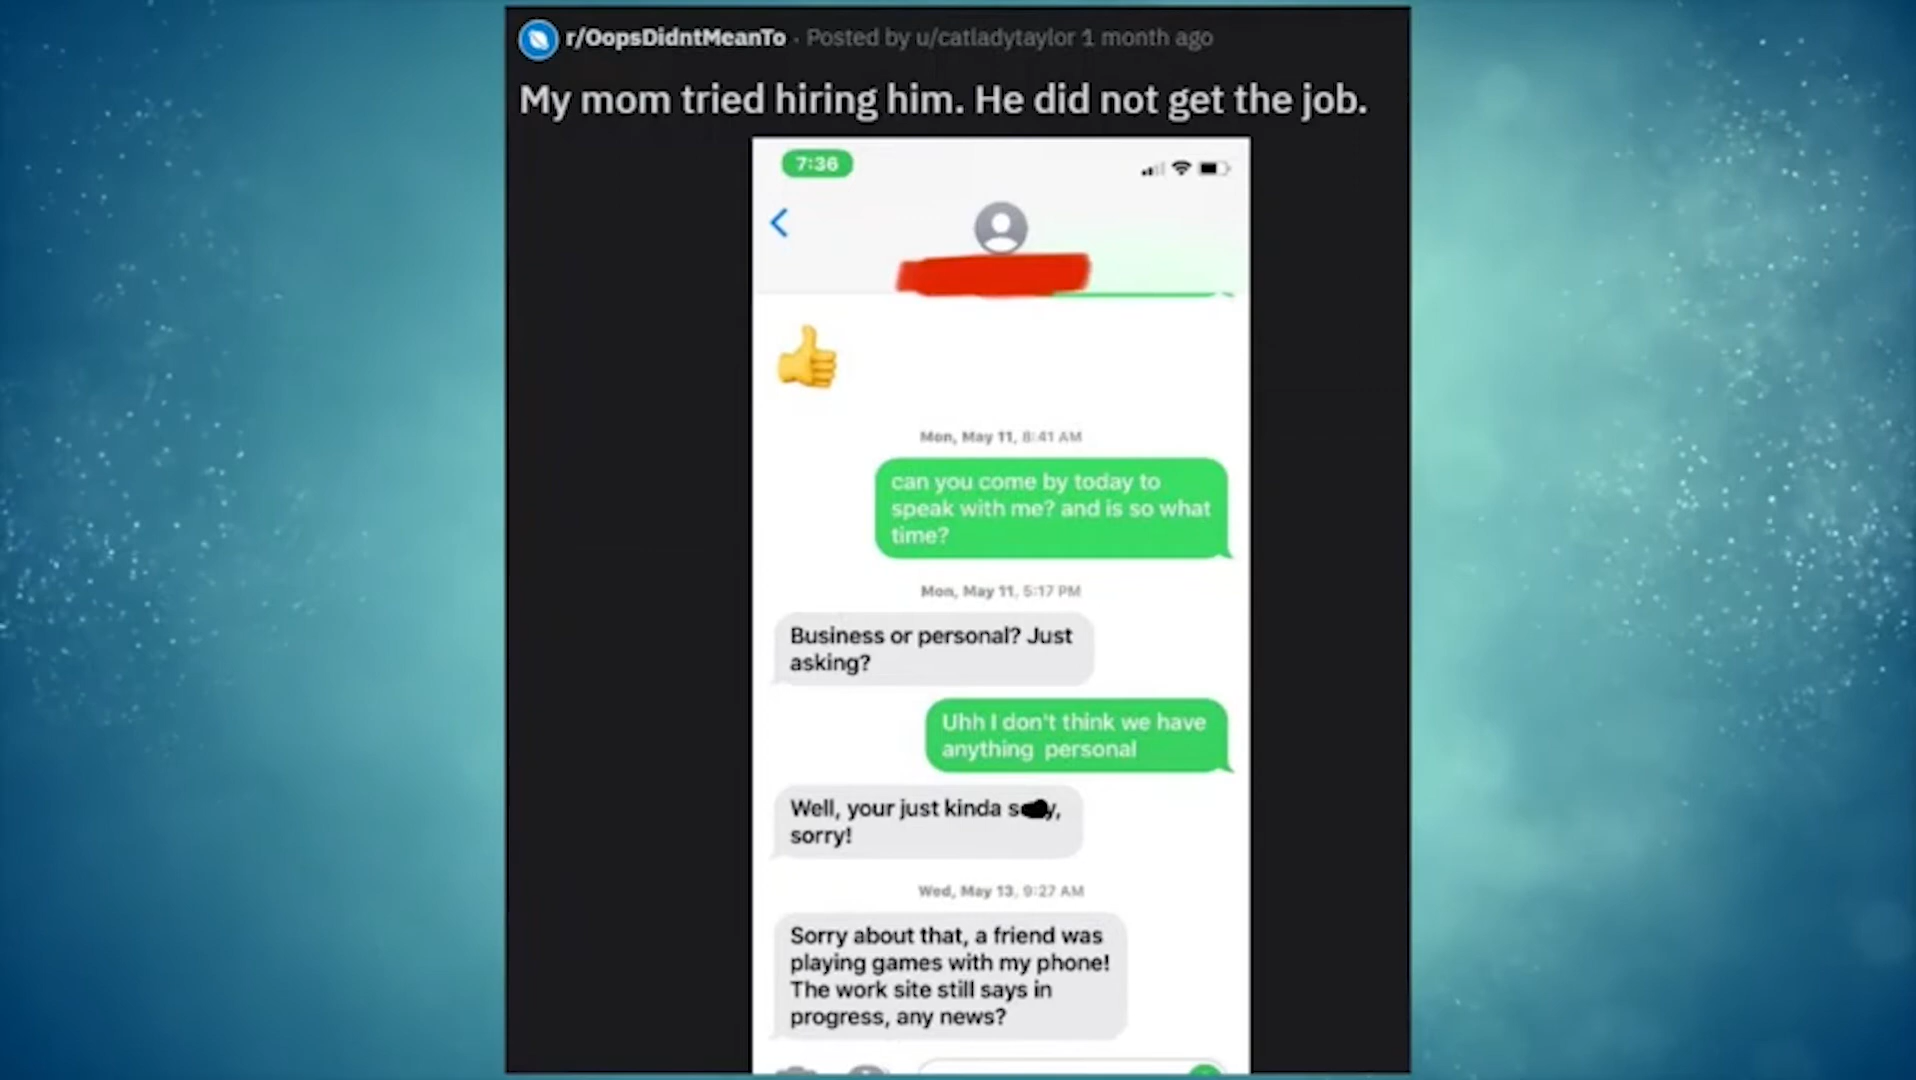 r/OopsDidntMeanTo · Posted by u/catladytaylor 1 month ago
My mom tried hiring him. He did not get the job.
7:36
Mon, May 11, 8:41 AM
can you come by today to
speak with me? and is so what
time?
Mon, May 11, 5:17 PM
Business or personal? Just
asking?
Uhh I don't think we have
anything personal
Well, your just kinda s y,
sorry!
Wed, May 13, 9:27 AM
Sorry about that, a friend was
playing games with my phone!
The work site still says in
progress, any news?